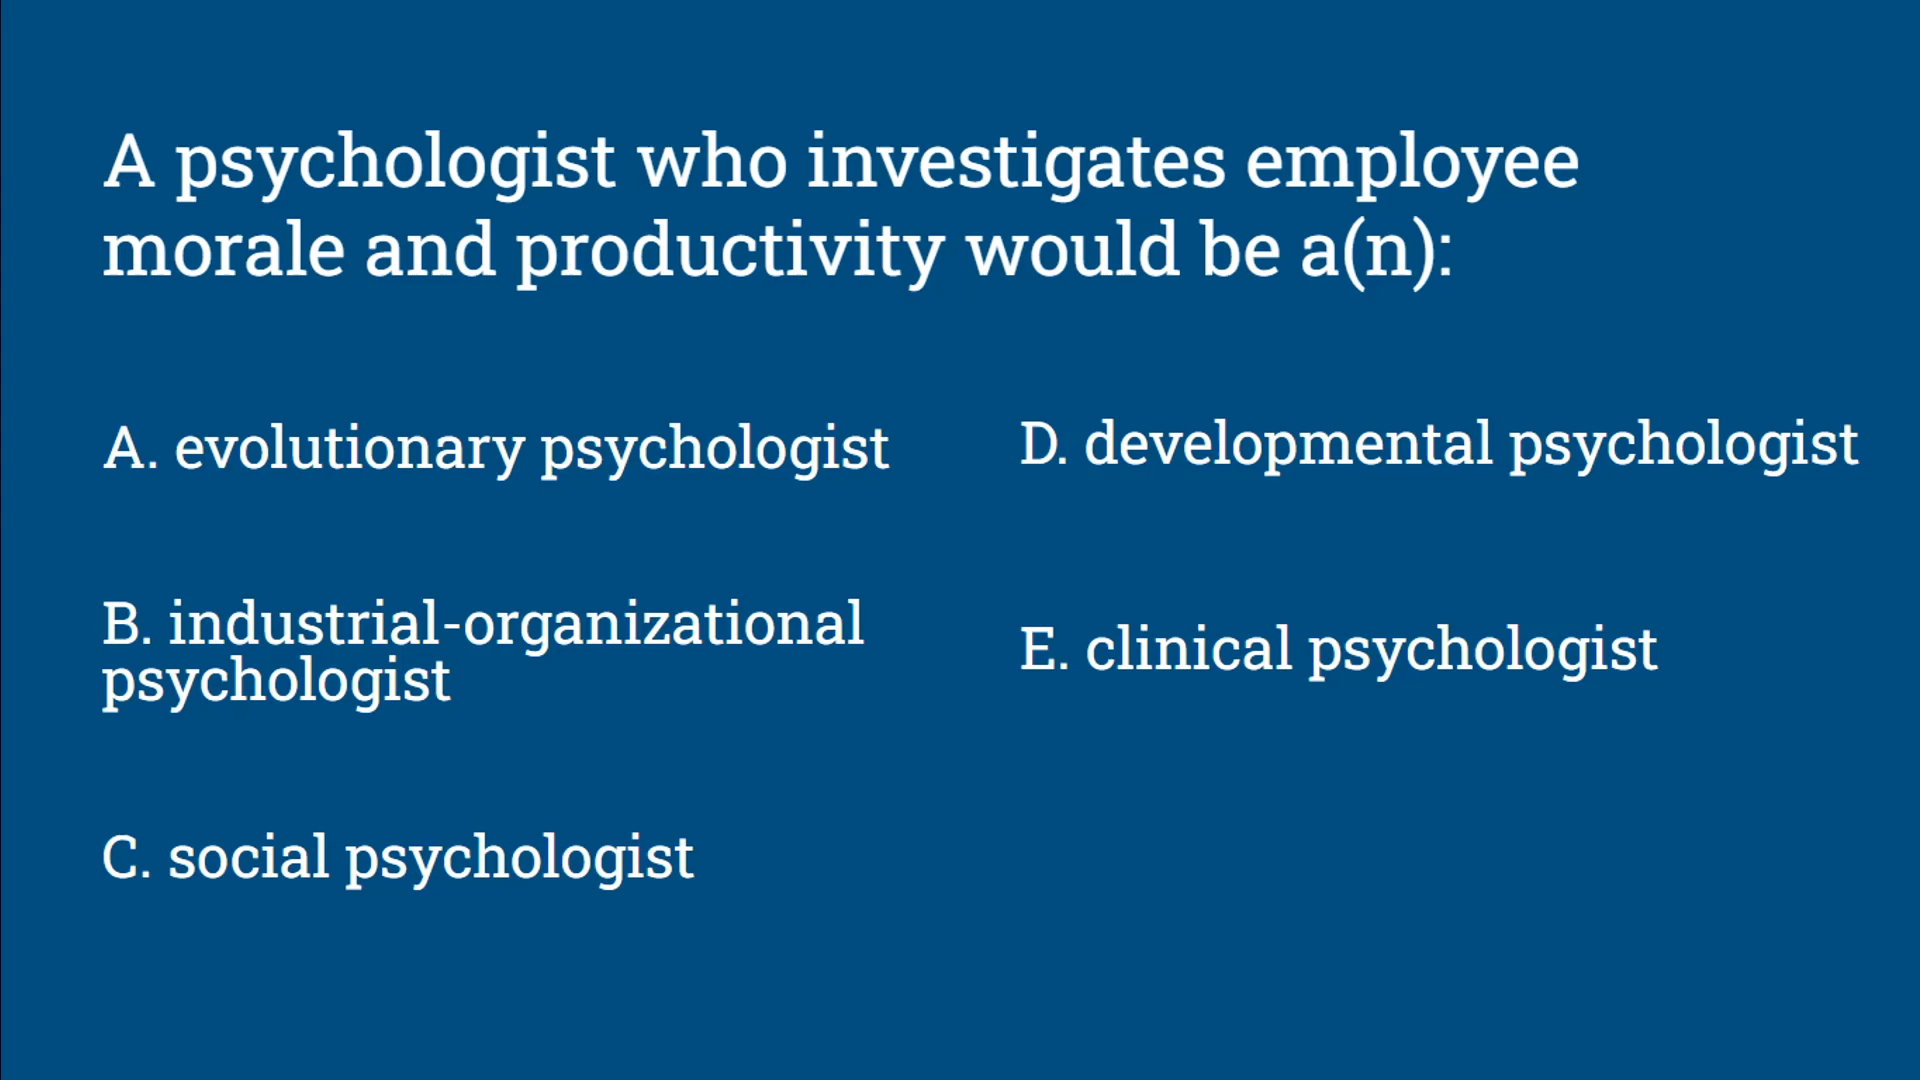 A psychologist who investigates employee
morale and productivity would be a(n):
A. evolutionary psychologist
B. industrial-organizational
psychologist
C. social psychologist
D. developmental psychologist
E. clinical psychologist